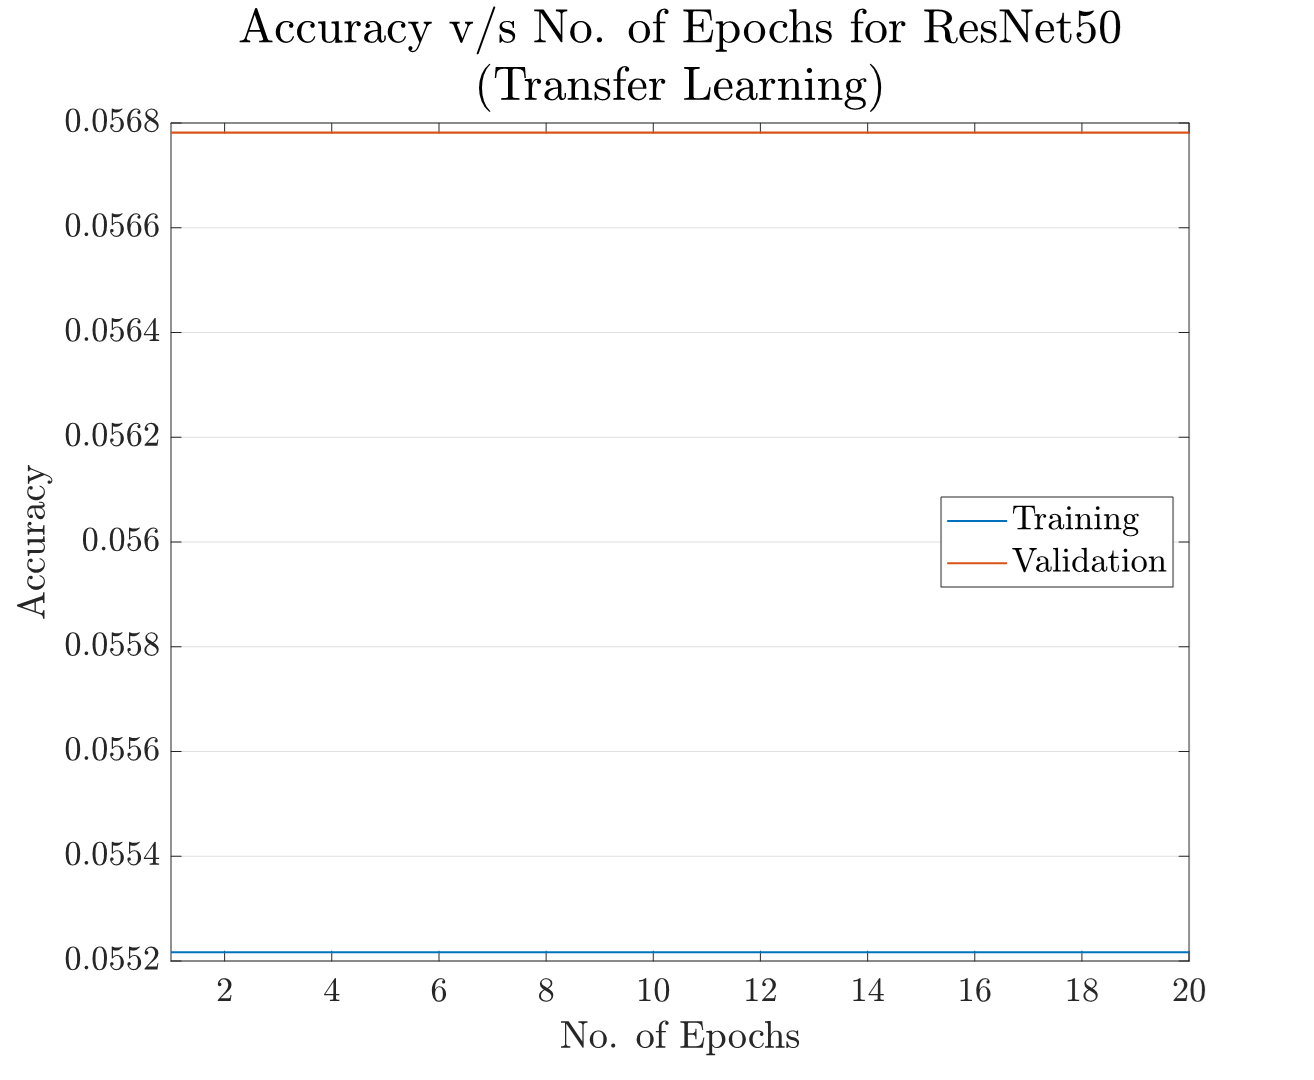 Accuracy v/s No. of Epochs for ResNet50
(Transfer Learning)
0.0568
0.0566
0.0564
0.0562
0.056
0.0558
0.0556
0.0554
0.0552
Accuracy
Training
Validation
2 4 6 8 10 12 14 16 18 20
No. of Epochs